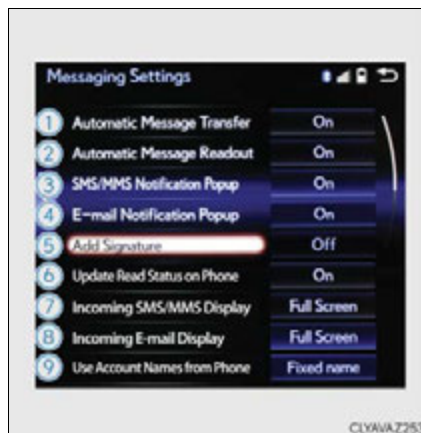 Messaging Settings
1 Automatic Message Transfer On
2 Automatic Message Readout On
3 SMS/MMS Notification Popup On
4 E-mail Notification Popup On
5 Add Signature Off
6 Update Read Status on Phone On
7 Incoming SMS/MMS Display Full Screen
8 Incoming E-mail Display Full Screen
9 Use Account Names from Phone Fixed name
CLYAVAZ253